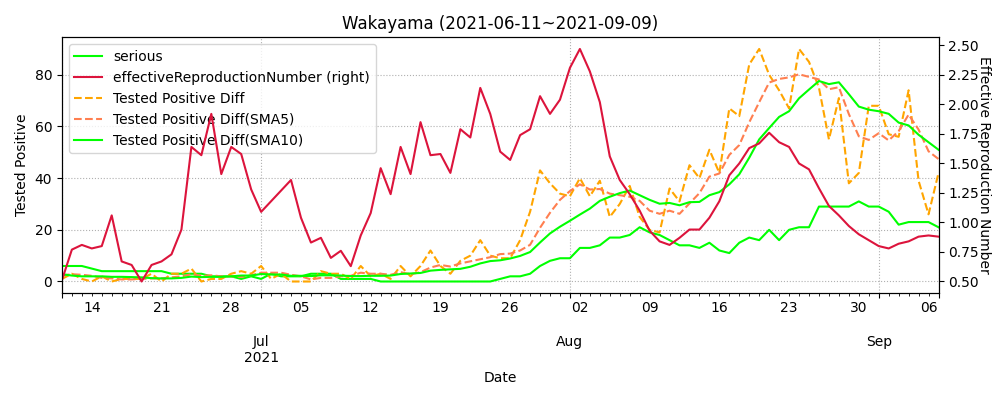 Wakayama (2021-06-11~2021-09-09)
serious
effectiveReproductionNumber (right)
Tested Positive Diff
Tested Positive Diff(SMA5)
Tested Positive Diff(SMA10)
Tested Positive
80
60
40
20
0
2.50
2.25
2.00
1.75
1.50
1.25
1.00
0.75
0.50
Effective Reproduction Number
14 21 28 05 12 19 26 02 09 16 23 30 06
Jul Aug Sep
2021
Date